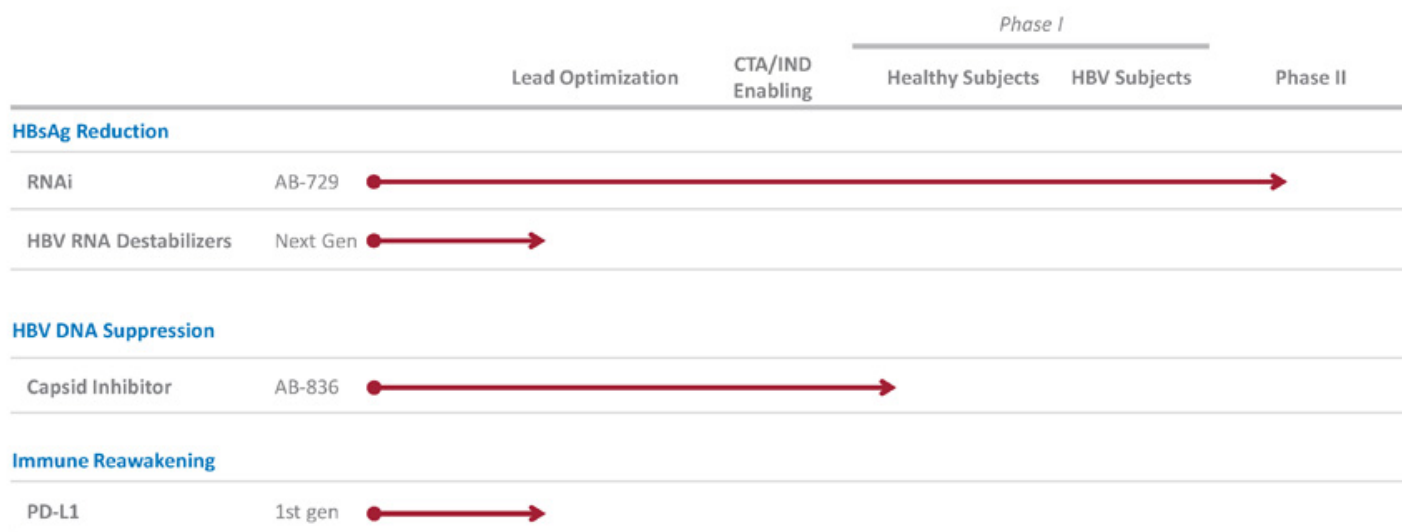 Phase I
Lead Optimization CTA/IND Enabling Healthy Subjects HBV Subjects Phase II
HBsAg Reduction
RNAi AB-729
HBV RNA Destabilizers Next Gen
HBV DNA Suppression
Capsid Inhibitor AB-836
Immune Reawakening
PD-L1 1st gen